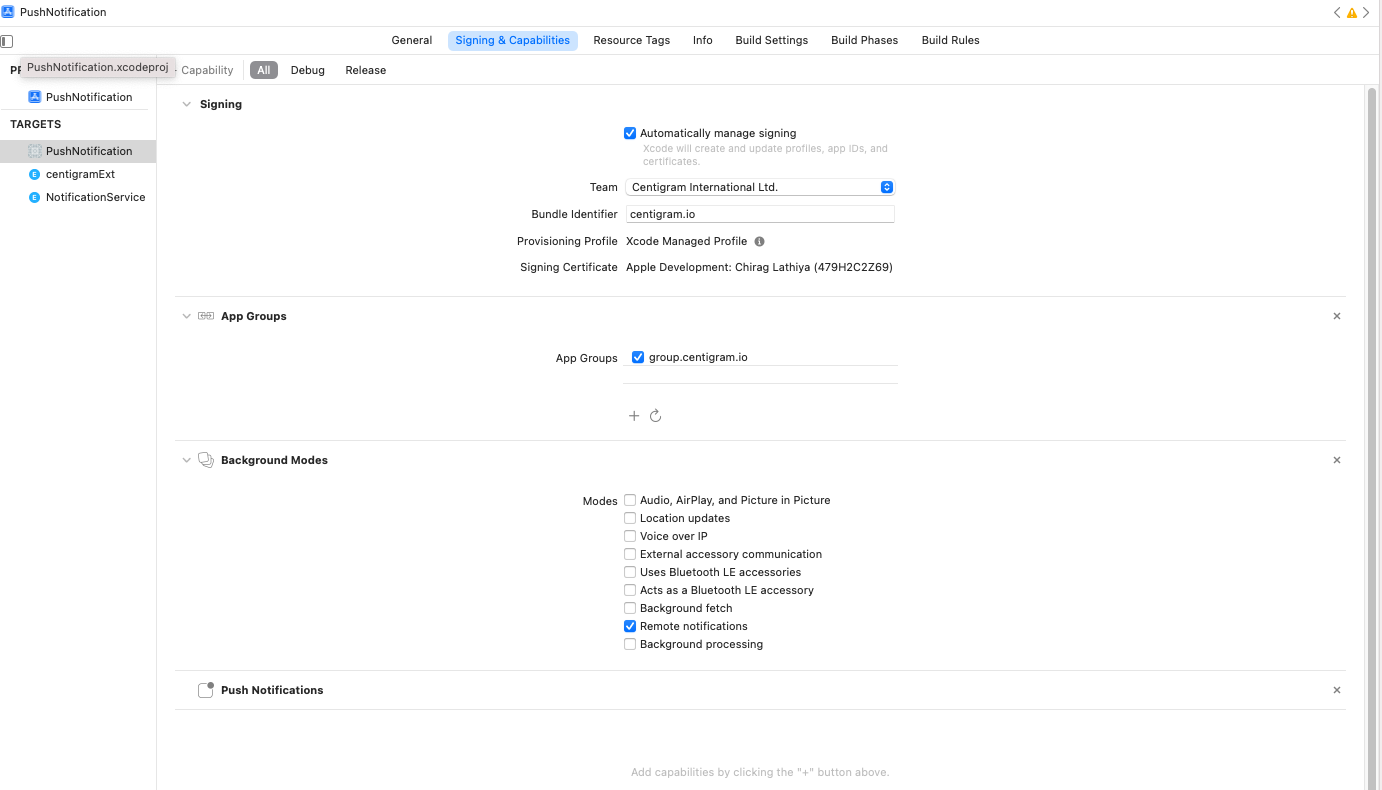 PushNotification
General Signing & Capabilities Resource Tags Info Build Settings Build Phases Build Rules
PushNotification.xcodeproj
Capability All Debug Release
PushNotification
TARGETS
PushNotification
centigramExt
NotificationService
Signing
Automatically manage signing
Xcode will create and update profiles, app IDs, and
certificates.
Team Centigram International Ltd.
Bundle Identifier centigram.io
Provisioning Profile Xcode Managed Profile
Signing Certificate Apple Development: Chirag Lathiya (479H2C2Z69)
App Groups
App Groups group.centigram.io
Background Modes
Modes Audio, AirPlay, and Picture in Picture
Location updates
Voice over IP
External accessory communication
Uses Bluetooth LE accessories
Acts as a Bluetooth LE accessory
Background fetch
Remote notifications
Background processing
Push Notifications
Add capabilities by clicking the "+" button above.